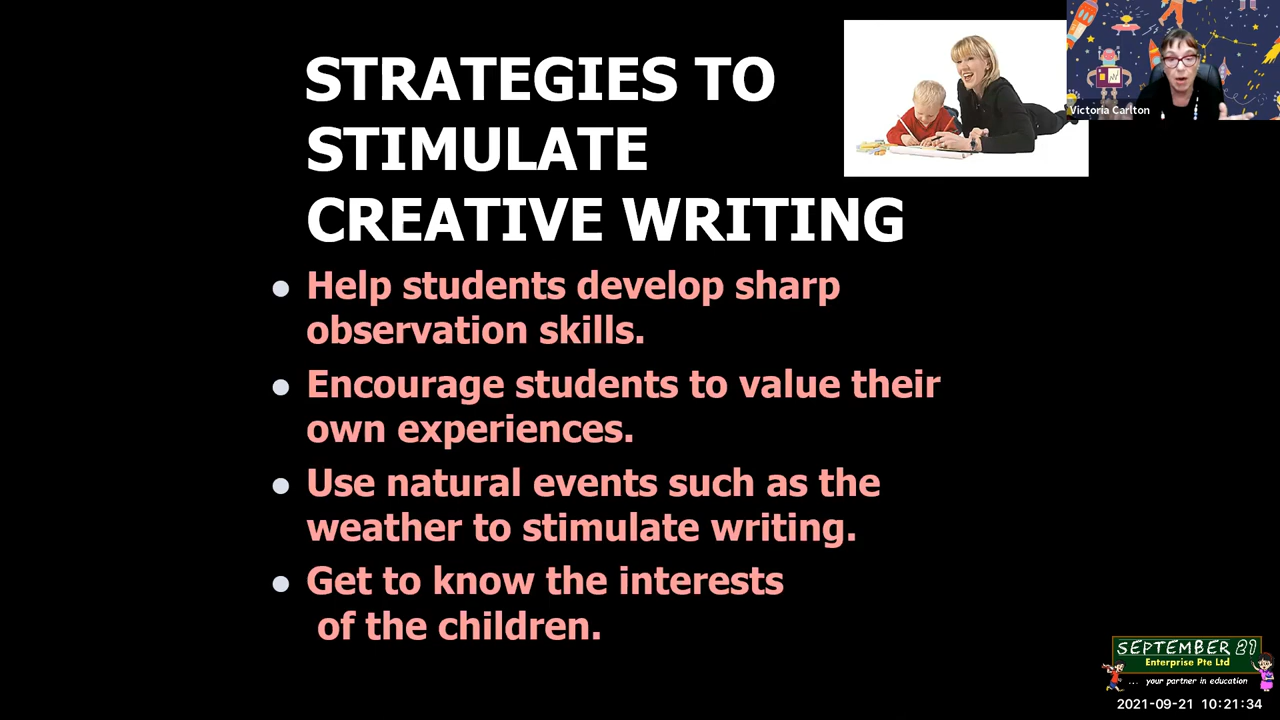 STRATEGIES TO
STIMULATE
CREATIVE WRITING
Victoria Carlton
● Help students develop sharp
observation skills.
● Encourage students to value their
own experiences.
● Use natural events such as the
weather to stimulate writing.
● Get to know the interests
of the children.
SEPTEMBER 21
Enterprise Pte Ltd
... your partner in education
2021-09-21 10:21:34